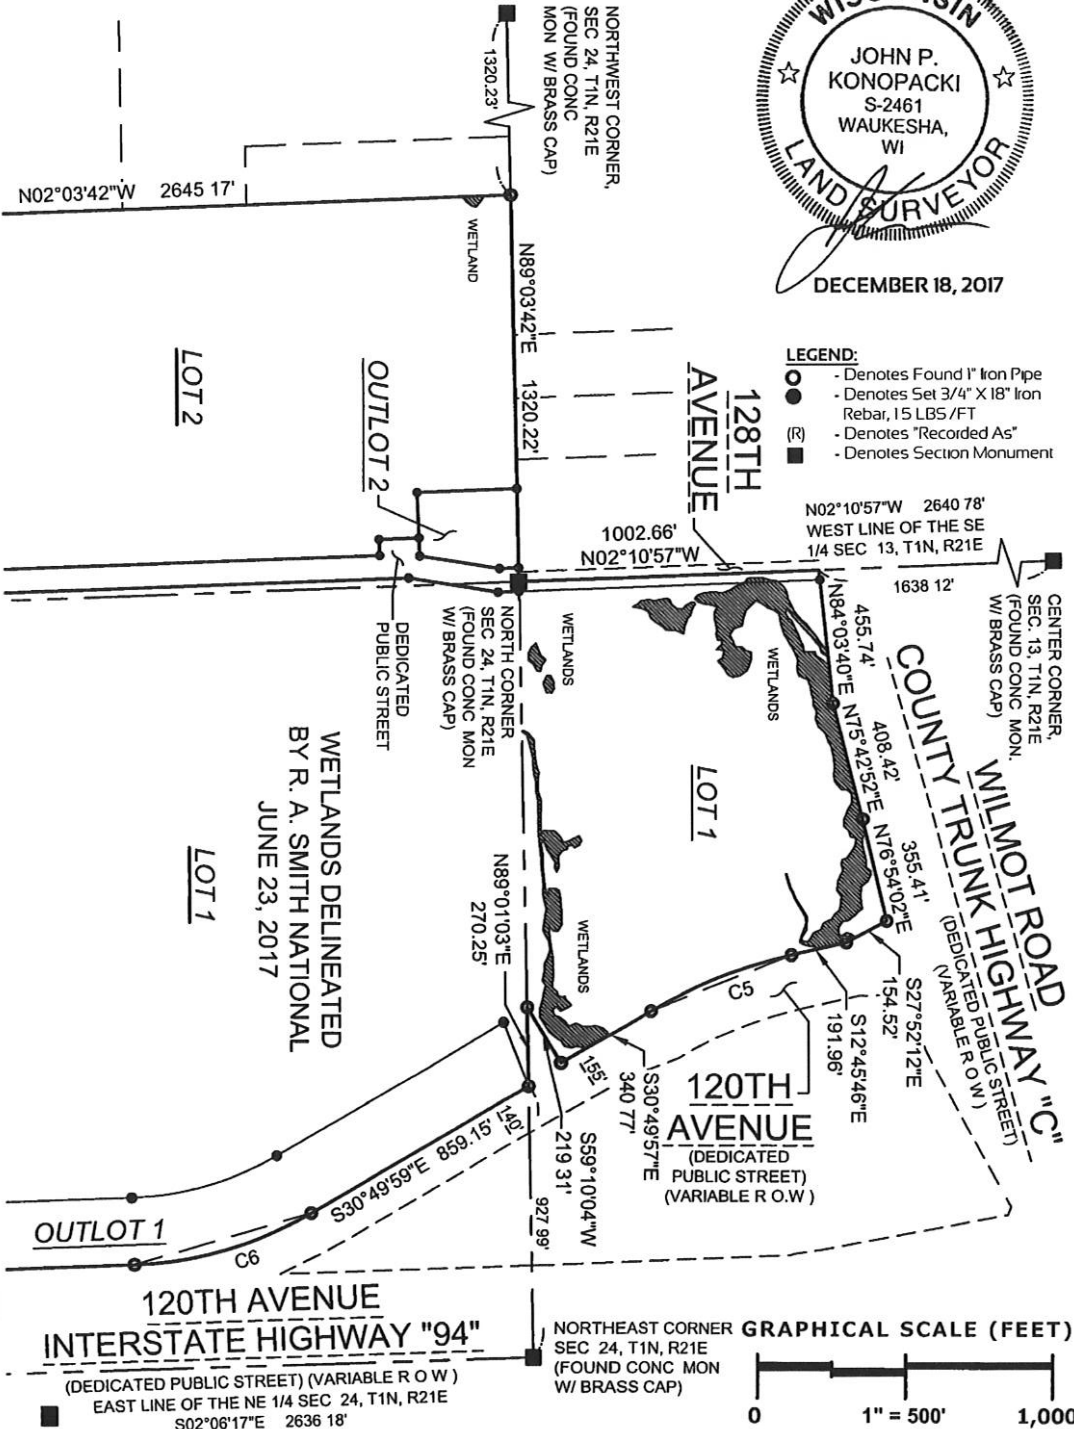 WISCONSIN
JOHN P.
KONOPACKI
S-2461
WAUKESHA,
WI
LAND SURVEYOR
DECEMBER 18, 2017
NORTHWEST CORNER,
SEC 24, T1N, R21E
(FOUND CONC
MON W/ BRASS CAP)
1320.23'
N02°03'42"W 2645 17'
WETLAND
N89°03'42"E 1320.22'
LOT 2
OUTLOT 2
128TH
AVENUE
LEGEND:
- Denotes Found 1" Iron Pipe
- Denotes Set 3/4" X 18" Iron
Rebar, 1 5 LBS /FT
(R) - Denotes "Recorded As"
- Denotes Section Monument
N02°10'57"W 2640 78'
WEST LINE OF THE SE
1/4 SEC 13, T1N, R21E
1002.66'
N02°10'57"W
1638 12'
CENTER CORNER,
SEC. 13, T1N, R21E
(FOUND CONC MON.
W/ BRASS CAP)
DEDICATED
PUBLIC STREET
NORTH CORNER
SEC 24, T1N, R21E
(FOUND CONC MON
W/ BRASS CAP)
WETLANDS
WETLANDS
N84°03'40"E
455.74'
N75°42'52"E
408.42'
N76°54'02"E
355.41'
WILMOT ROAD
COUNTY TRUNK HIGHWAY "C"
(DEDICATED PUBLIC STREET)
(VARIABLE R O W )
LOT 1
WETLANDS DELINEATED
BY R. A. SMITH NATIONAL
JUNE 23, 2017
LOT 1
N89°01'03"E
270.25'
WETLANDS
C5
S27°52'12"E
154.52'
S12°45'46"E
191.96'
155'
S30°49'57"E
340 77'
120TH
AVENUE
(DEDICATED
PUBLIC STREET)
(VARIABLE R O.W )
140'
S59°10'04"W
219 31'
S30°49'59"E 859.15'
927 99'
OUTLOT 1
C6
120TH AVENUE
INTERSTATE HIGHWAY "94"
(DEDICATED PUBLIC STREET) (VARIABLE R O W )
EAST LINE OF THE NE 1/4 SEC 24, T1N, R21E
S02°06'17"E 2636 18'
NORTHEAST CORNER
SEC 24, T1N, R21E
(FOUND CONC MON
W/ BRASS CAP)
GRAPHICAL SCALE (FEET)
0 1" = 500' 1,000